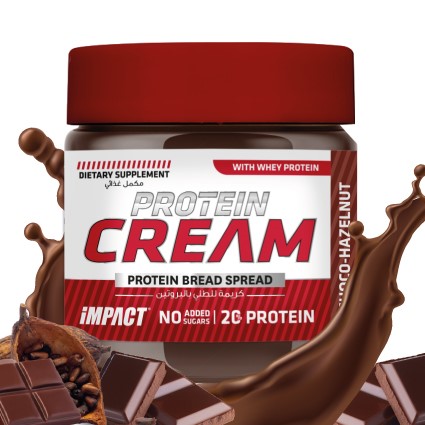 DIETARY SUPPLEMENT
مكمل غذائي
WITH WHEY PROTEIN
PROTEIN
CREAM
PROTEIN BREAD SPREAD
كريمة للطلي بالبروتين
iMPACT®
NO ADDED SUGARS | 20% PROTEIN
CHOCO-HAZELNUT